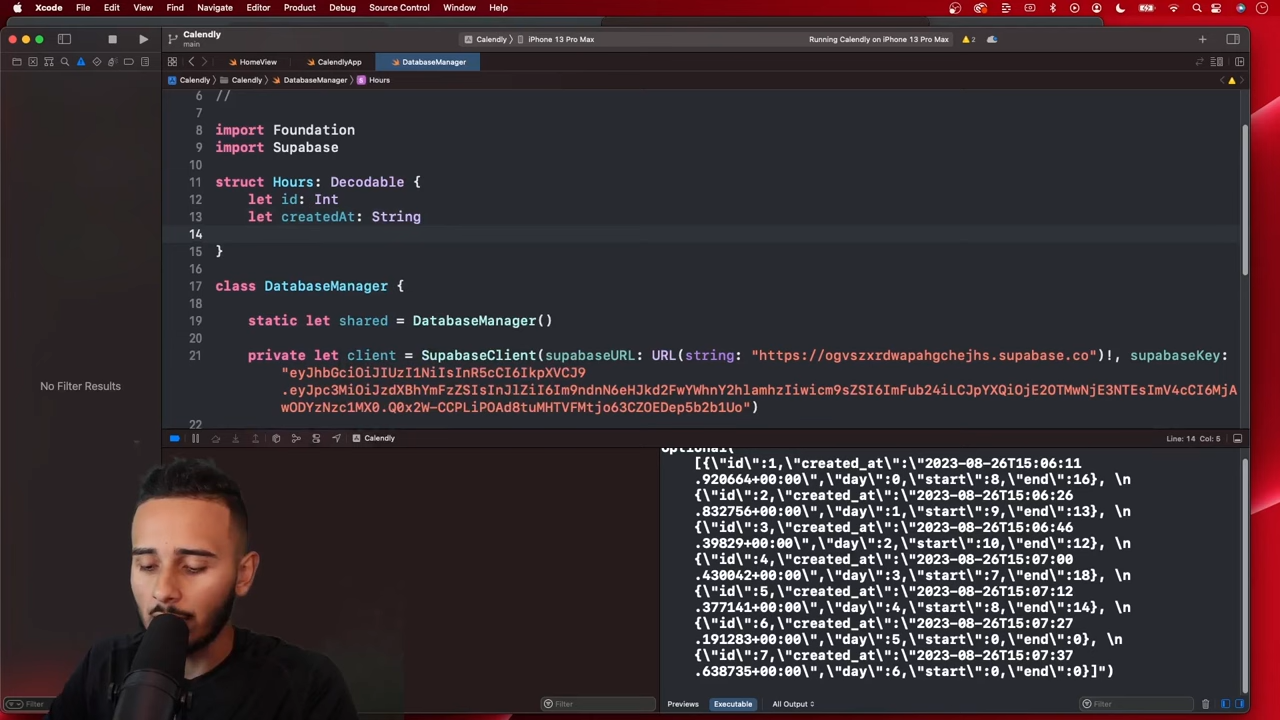 Xcode File Edit View Find Navigate Editor Product Debug Source Control Window Help
Calendly
main
Calendly
iPhone 13 Pro Max
Running Calendly on iPhone 13 Pro Max
2
HomeView
CalendlyApp
DatabaseManager
Calendly
Calendly
DatabaseManager
S Hours
6 //
7
8 import Foundation
9 import Supabase
10
11 struct Hours: Decodable {
12 let id: Int
13 let createdAt: String
14
15 }
16
17 class DatabaseManager {
18
19 static let shared = DatabaseManager()
20
21 private let client = SupabaseClient(supabaseURL: URL(string: "https://ogvszxrdwapahgchejhs.supabase.co")!, supabaseKey:
22
No Filter Results
Calendly
Line: 14 Col: 5
Optional(
[{\"id\":1,\"created_at\":\"2023-08-26T15:06:11
.920664+00:00\",\"day\":0,\"start\":8,\"end\":16}, \n
{\"id\":2,\"created_at\":\"2023-08-26T15:06:26
.832756+00:00\",\"day\":1,\"start\":9,\"end\":13}, \n
{\"id\":3,\"created_at\":\"2023-08-26T15:06:46
.39829+00:00\",\"day\":2,\"start\":10,\"end\":12}, \n
{\"id\":4,\"created_at\":\"2023-08-26T15:07:00
.430042+00:00\",\"day\":3,\"start\":7,\"end\":18}, \n
{\"id\":5,\"created_at\":\"2023-08-26T15:07:12
.377141+00:00\",\"day\":4,\"start\":8,\"end\":14}, \n
{\"id\":6,\"created_at\":\"2023-08-26T15:07:27
.191283+00:00\",\"day\":5,\"start\":0,\"end\":0}, \n
{\"id\":7,\"created_at\":\"2023-08-26T15:07:37
.638735+00:00\",\"day\":6,\"start\":0,\"end\":0}]")
Filter
Filter
Previews
Executable
All Output
Filter